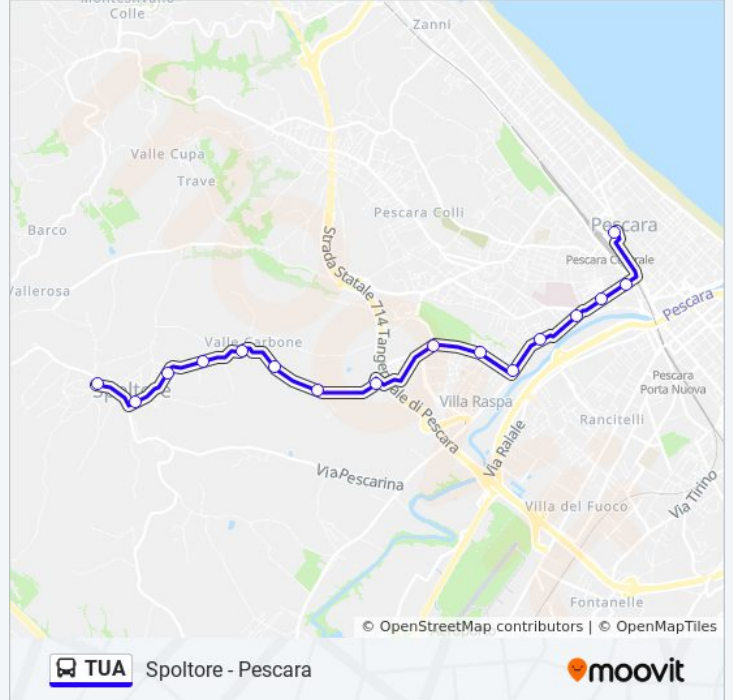 Montesilvano
Colle
Zanni
Valle Cupa
Trave
Pescara Colli
Barco
Pescara
Pescara Centrale
Vallerosa
Strada Statale 714 Tangenziale di Pescara
Pescara
Valle Carbone
Spoltore
Pescara
Porta Nuova
Villa Raspa
Rancitelli
Via Raiale
Via Pescarina
Via Tirino
Villa del Fuoco
Fontanelle
© OpenStreetMap contributors | © OpenMapTiles
TUA Spoltore - Pescara
moovit